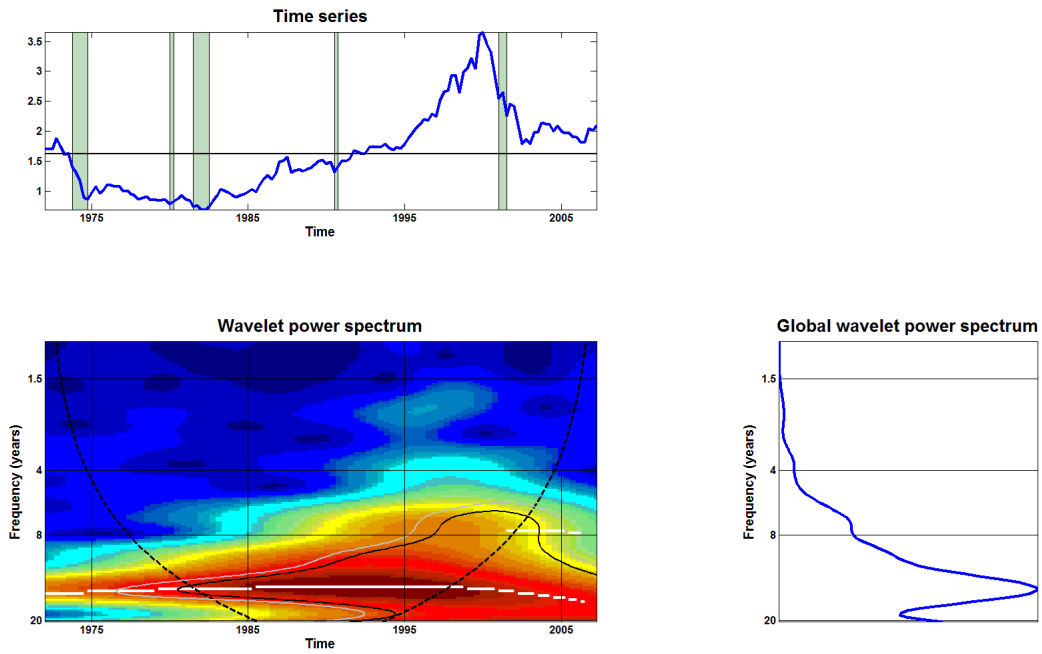 Time series
3.5
3
2.5
2
1.5
1
1975 1985 1995 2005
Time
Wavelet power spectrum
Frequency (years)
1.5
4
8
20
1975 1985 1995 2005
Time
Global wavelet power spectrum
Frequency (years)
1.5
4
8
20